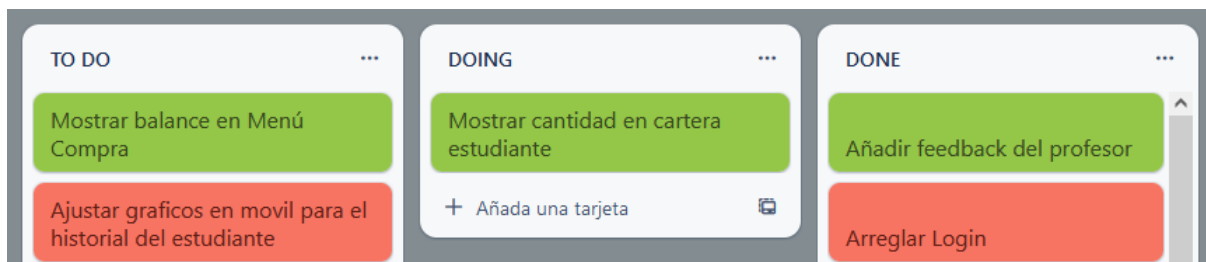 TO DO
Mostrar balance en Menú
Compra
Ajustar graficos en movil para el
historial del estudiante
DOING
Mostrar cantidad en cartera
estudiante
+ Añada una tarjeta
DONE
Añadir feedback del profesor
Arreglar Login